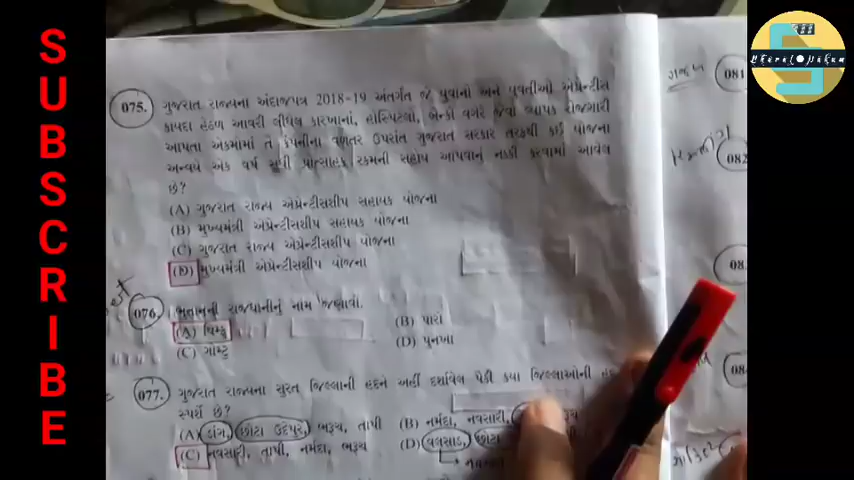 SUBSCRIBE
075. ગુજરાત રાજ્યના અંદાજપત્ર 2018-19 અંતર્ગત જે યુવાનો અને યુવતીઓ એપ્રેન્ટીસ
કાયદા હેઠળ આવરી લીધેલ કારખાનાં, હોસ્પિટલો, બેન્કો વગેરે જેવા વ્યાપક રોજગારી
આપતા એકમોમાં તે કંપનીના વળતર ઉપરાંત ગુજરાત સરકાર તરફથી કઈ યોજના
અન્વયે એક વર્ષ સુધી પ્રોત્સાહક રકમની સહાય આપવાનું નક્કી કરવામાં આવેલ
છે?
(A) ગુજરાત રાજ્ય એપ્રેન્ટીસશીપ સહાયક યોજના
(B) મુખ્યમંત્રી એપ્રેન્ટીસશીપ સહાયક યોજના
(C) ગુજરાત રાજ્ય એપ્રેન્ટીસશીપ યોજના
(D) મુખ્યમંત્રી એપ્રેન્ટીસશીપ યોજના
076. ભુતાનની રાજધાનીનું નામ જણાવો.
(A) થિમ્ફુ (B) પારો
(C) ગોમ્ટુ (D) પુનખા
077. ગુજરાત રાજ્યના સુરત જિલ્લાની હદને અહીં દર્શાવેલ પૈકી કયા જિલ્લાઓની હદ
સ્પર્શે છે?
(A) ડાંગ, છોટા ઉદેપુર, ભરૂચ, તાપી (B) નર્મદા, નવસારી,
(C) નવસારી, તાપી, નર્મદા, ભરૂચ (D) વલસાડ, છોટા
081
082